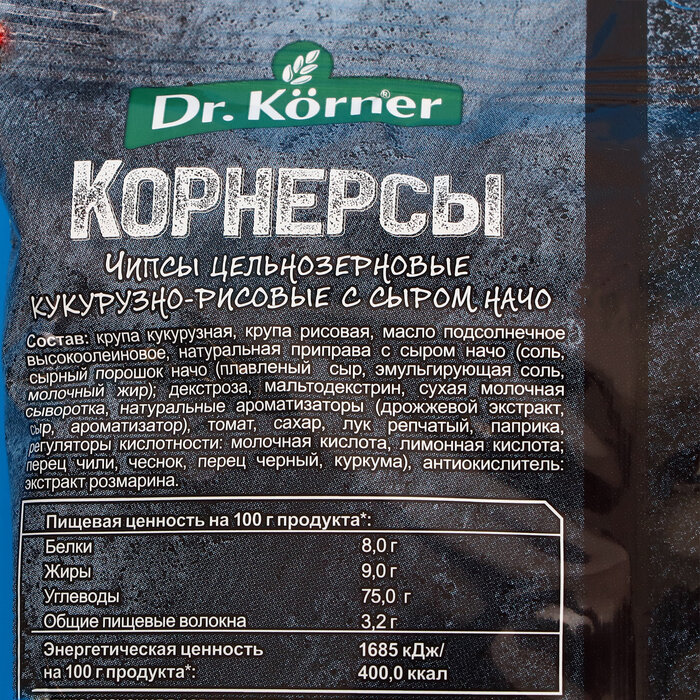 Dr. Körner®
КОРНЕРСЫ
ЧИПСЫ ЦЕЛЬНОЗЕРНОВЫЕ
КУКУРУЗНО-РИСОВЫЕ С СЫРОМ НАЧО
Состав: крупа кукурузная, крупа рисовая, масло подсолнечное
высокоолеиновое, натуральная приправа с сыром начо (соль,
сырный порошок начо (плавленый сыр, эмульгирующая соль,
молочный жир); декстроза, мальтодекстрин, сухая молочная
сыворотка, натуральные ароматизаторы (дрожжевой экстракт,
сыр, ароматизатор), томат, сахар, лук репчатый, паприка,
регуляторы кислотности: молочная кислота, лимонная кислота;
перец чили, чеснок, перец черный, куркума), антиокислитель:
экстракт розмарина.
Пищевая ценность на 100 г продукта*:
Белки 8,0 г
Жиры 9,0 г
Углеводы 75,0 г
Общие пищевые волокна 3,2 г
Энергетическая ценность 1685 кДж/
на 100 г продукта*: 400,0 ккал